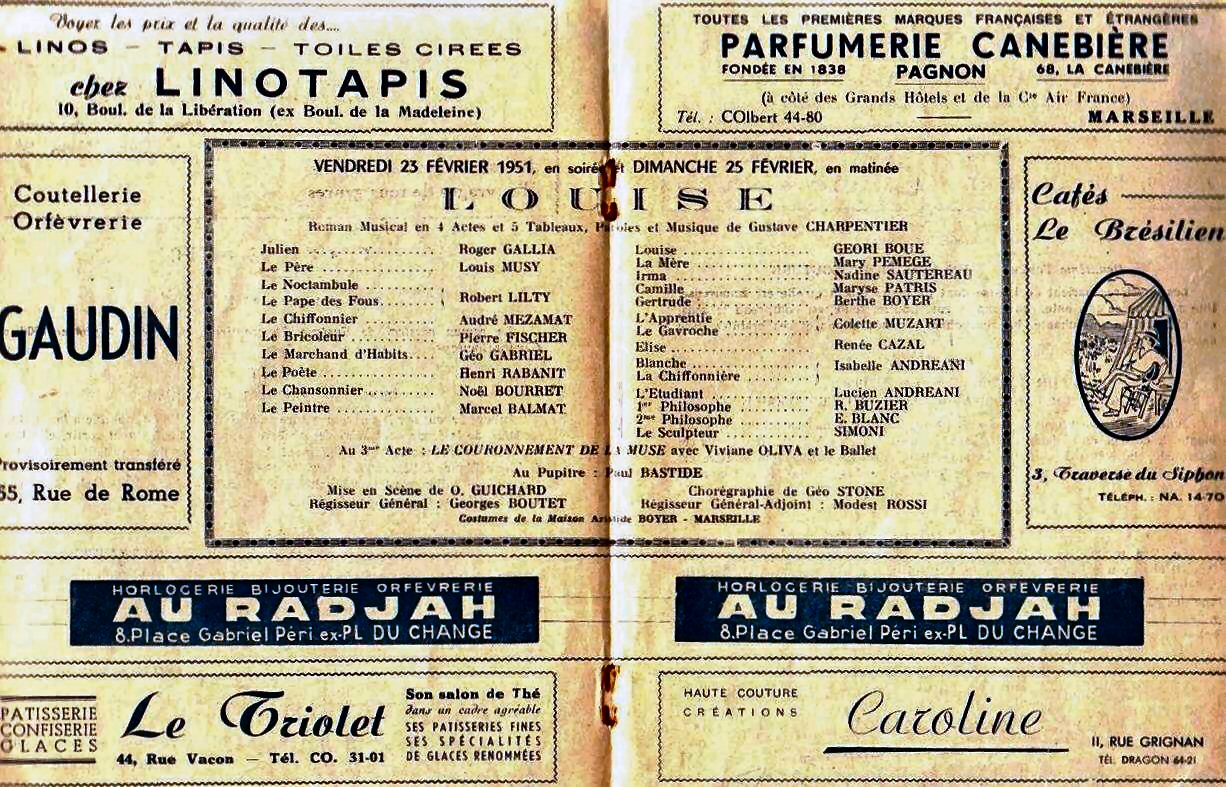 Voyez les prix et la qualité des....
LINOS - TAPIS - TOILES CIREES
chez LINOTAPIS
10, Boul. de la Libération (ex Boul. de la Madeleine)
TOUTES LES PREMIÈRES MARQUES FRANÇAISES ET ÉTRANGÈRES
PARFUMERIE CANEBIÈRE
FONDÉE EN 1838 PAGNON 68, LA CANEBIÈRE
(à côté des Grands Hôtels et de la Cie Air France)
Tél. : COlbert 44-80 MARSEILLE
Coutellerie
Orfèvrerie
GAUDIN
Provisoirement transféré
55, Rue de Rome
VENDREDI 23 FÉVRIER 1951, en soirée et DIMANCHE 25 FÉVRIER, en matinée
LOUISE
Roman Musical en 4 Actes et 5 Tableaux, Paroles et Musique de Gustave CHARPENTIER
Julien .......... Roger GALLIA
Le Père .......... Louis MUSY
Le Noctambule ..........
Le Pape des Fous.......... Robert LILTY
Le Chiffonnier .......... André MEZAMAT
Le Bricoleur .......... Pierre FISCHER
Le Marchand d'Habits.... Géo GABRIEL
Le Poète .......... Henri RABANIT
Le Chansonnier .......... Noël BOURRET
Le Peintre .......... Marcel BALMAT
Louise .......... GEORI BOUE
La Mère .......... Mary PEMEGE
Irma .......... Nadine SAUTEREAU
Camille .......... Maryse PATRIS
Gertrude .......... Berthe BOYER
L'Apprentie ..........
Le Gavroche .......... Colette MUZART
Elise .......... Renée CAZAL
Blanche .......... Isabelle ANDREANI
La Chiffonnière ..........
L'Etudiant .......... Lucien ANDREANI
1er Philosophe .......... R. BUZIER
2me Philosophe .......... E. BLANC
Le Sculpteur .......... SIMONI
Au 3me Acte : LE COURONNEMENT DE LA MUSE avec Viviane OLIVA et le Ballet
Au Pupitre : Paul BASTIDE
Mise en Scène de O. GUICHARD
Régisseur Général : Georges BOUTET
Chorégraphie de Géo STONE
Régisseur Général-Adjoint : Modest ROSSI
Costumes de la Maison Aristide BOYER - MARSEILLE
Cafés
Le Brésilien
3, Traverse du Siphon
TÉLÉPH. : NA. 14-70
HORLOGERIE BIJOUTERIE ORFEVRERIE
AU RADJAH
8.Place Gabriel Péri ex-PL DU CHANGE
HORLOGERIE BIJOUTERIE ORFEVRERIE
AU RADJAH
8.Place Gabriel Péri ex-PL DU CHANGE
PATISSERIE
CONFISERIE
GLACES
Le Triolet
44, Rue Vacon - Tél. CO. 31-01
Son salon de Thé
dans un cadre agréable
SES PATISSERIES FINES
SES SPÉCIALITÉS
DE GLACES RENOMMÉES
HAUTE COUTURE
CRÉATIONS
Caroline
11, RUE GRIGNAN
TÉL. DRAGON 64-21